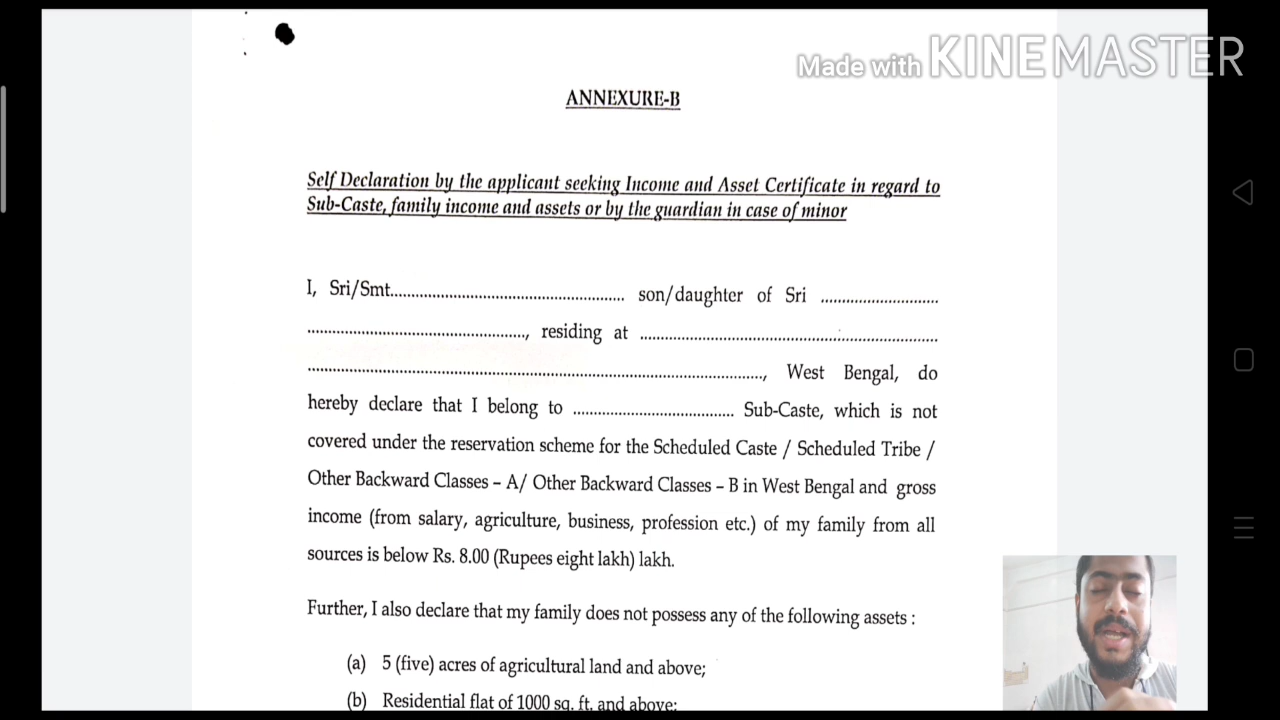 Made with KINEMASTER
ANNEXURE-B
Self Declaration by the applicant seeking Income and Asset Certificate in regard to
Sub-Caste, family income and assets or by the guardian in case of minor
I, Sri/Smt........................................................ son/daughter of Sri ............................
....................................................., residing at .......................................................................
............................................................................................................., West Bengal, do
hereby declare that I belong to ...................................... Sub-Caste, which is not
covered under the reservation scheme for the Scheduled Caste / Scheduled Tribe /
Other Backward Classes – A/ Other Backward Classes – B in West Bengal and gross
income (from salary, agriculture, business, profession etc.) of my family from all
sources is below Rs. 8.00 (Rupees eight lakh) lakh.
Further, I also declare that my family does not possess any of the following assets :
(a) 5 (five) acres of agricultural land and above;
(b) Residential flat of 1000 sq. ft. and above;